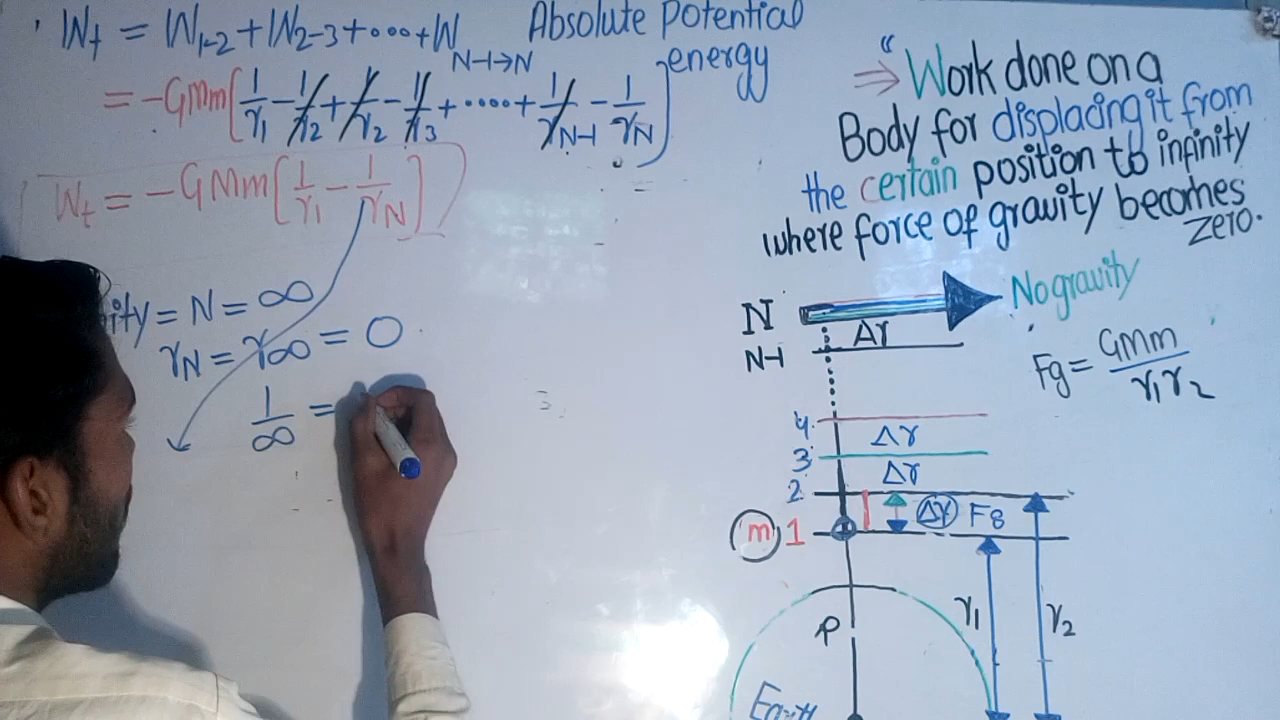 Wt = W1-2 + W2-3 + ... + W N-1→N
= -GMm[1/r1 - 1/r2 + 1/r2 - 1/r3 + ..... + 1/rN-1 - 1/rN]
Wt = -GMm[1/r1 - 1/rN]
ity = N = ∞
rN = r∞ = 0
1/∞ =
Absolute Potential
energy
“
⇒ Work done on a
Body for displacing it from
the certain position to infinity
where force of gravity becomes
zero.
N
No gravity
Δr
N-1
Fg = GMm/r1r2
4
Δr
3
Δr
2
Δr
Fg
m 1
r1
r2
P
Earth